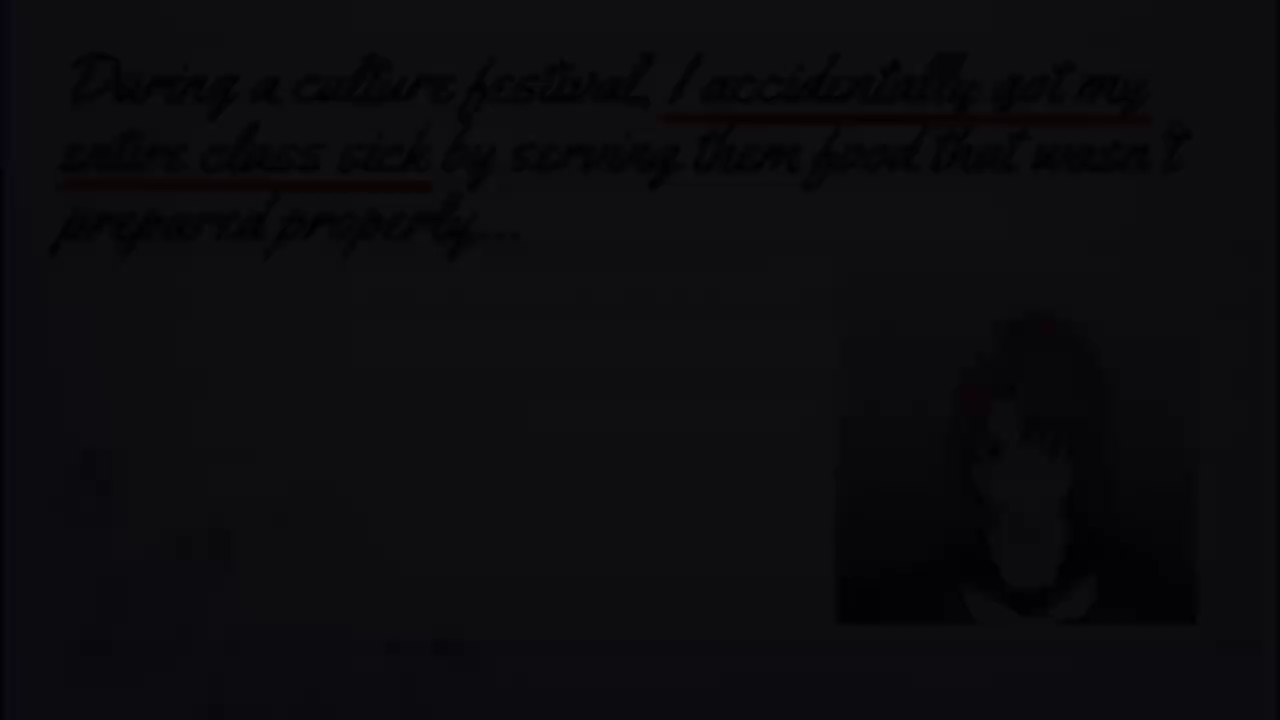 During a culture festival, I accidentally got my
entire class sick by serving them food that wasn't
prepared properly...